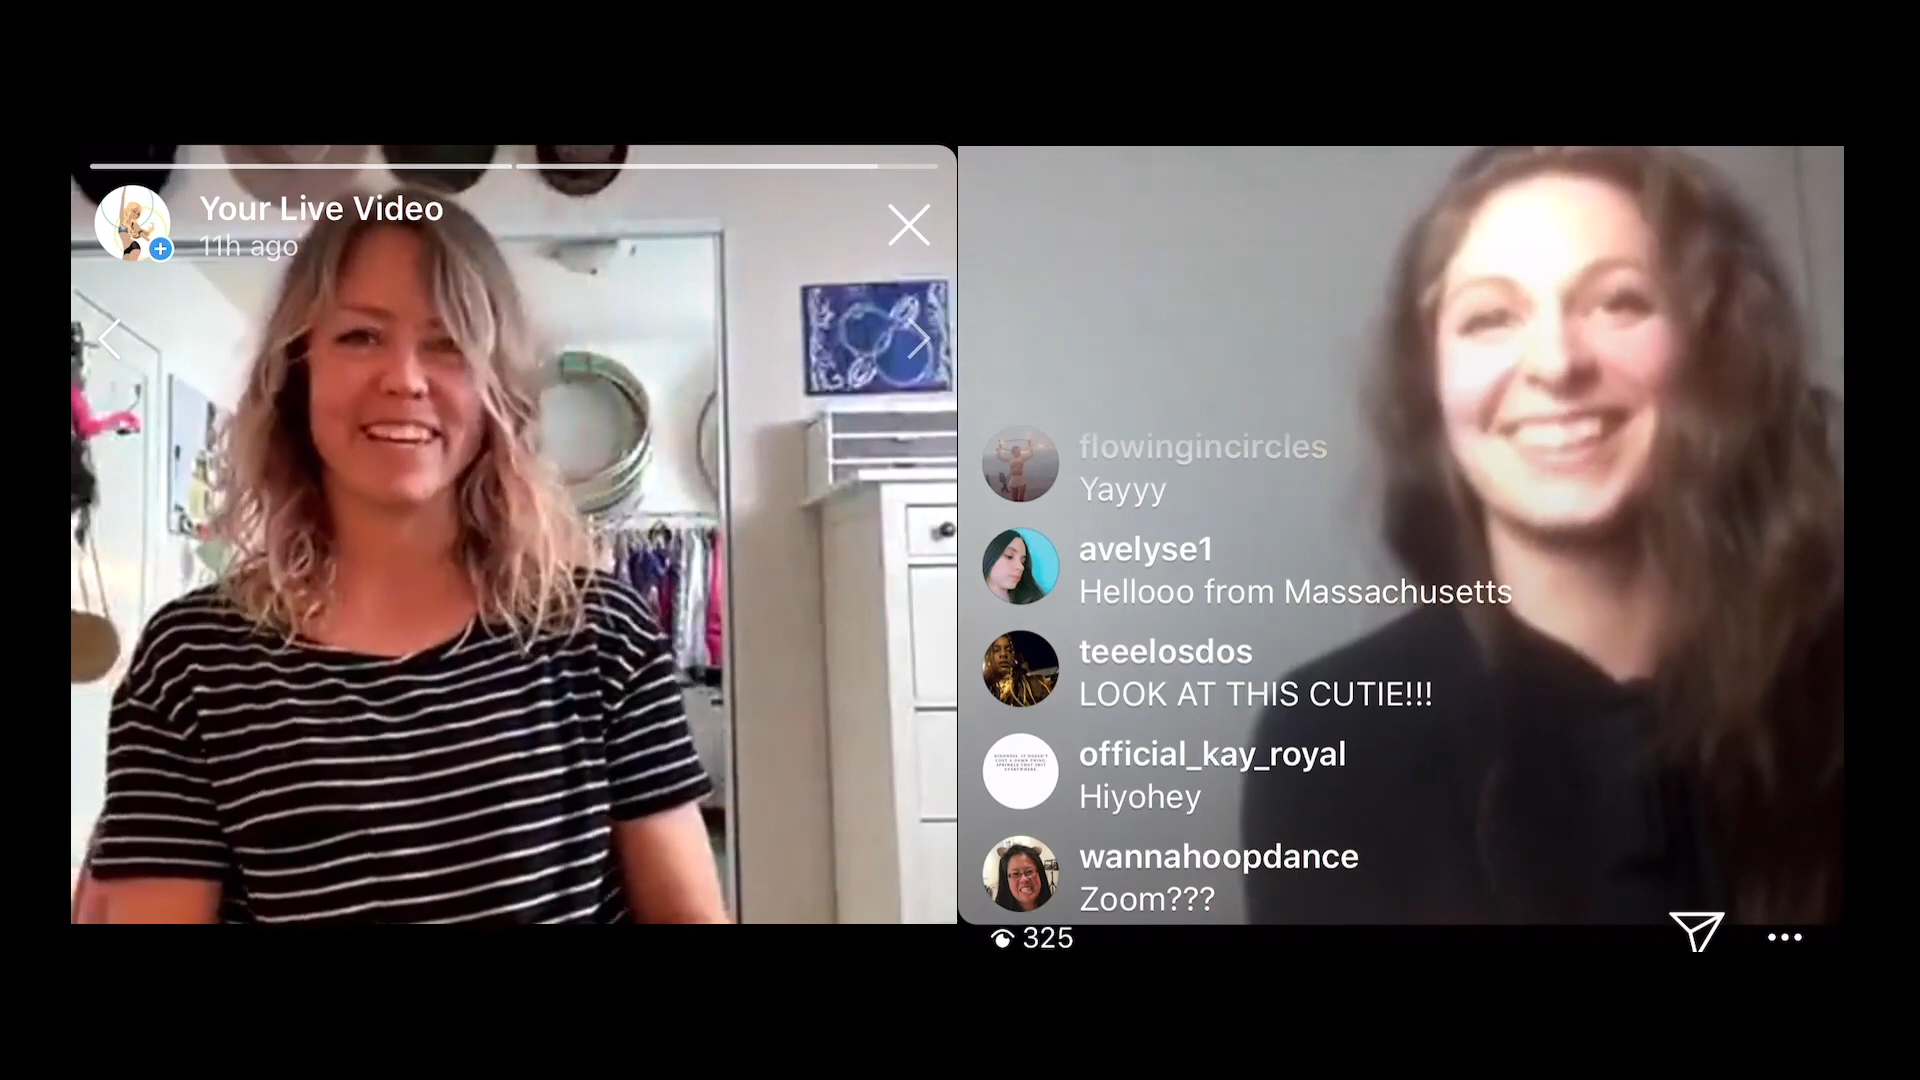 Your Live Video
11h ago
flowingincircles
Yayyy
avelyse1
Hellooo from Massachusetts
teeelosdos
LOOK AT THIS CUTIE!!!
official_kay_royal
Hiyohey
wannahoopdance
Zoom???
325